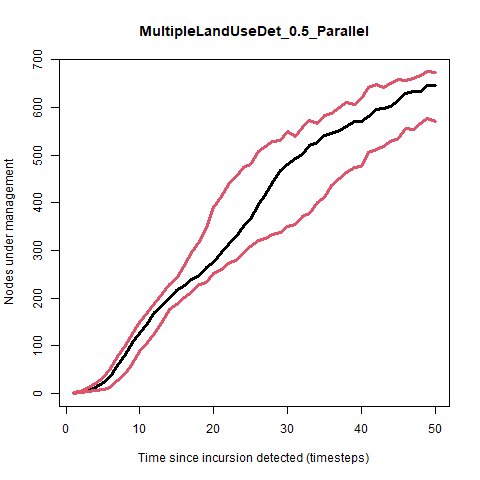 MultipleLandUseDet_0.5_Parallel
Nodes under management
700
600
500
400
300
200
100
0
0 10 20 30 40 50
Time since incursion detected (timesteps)